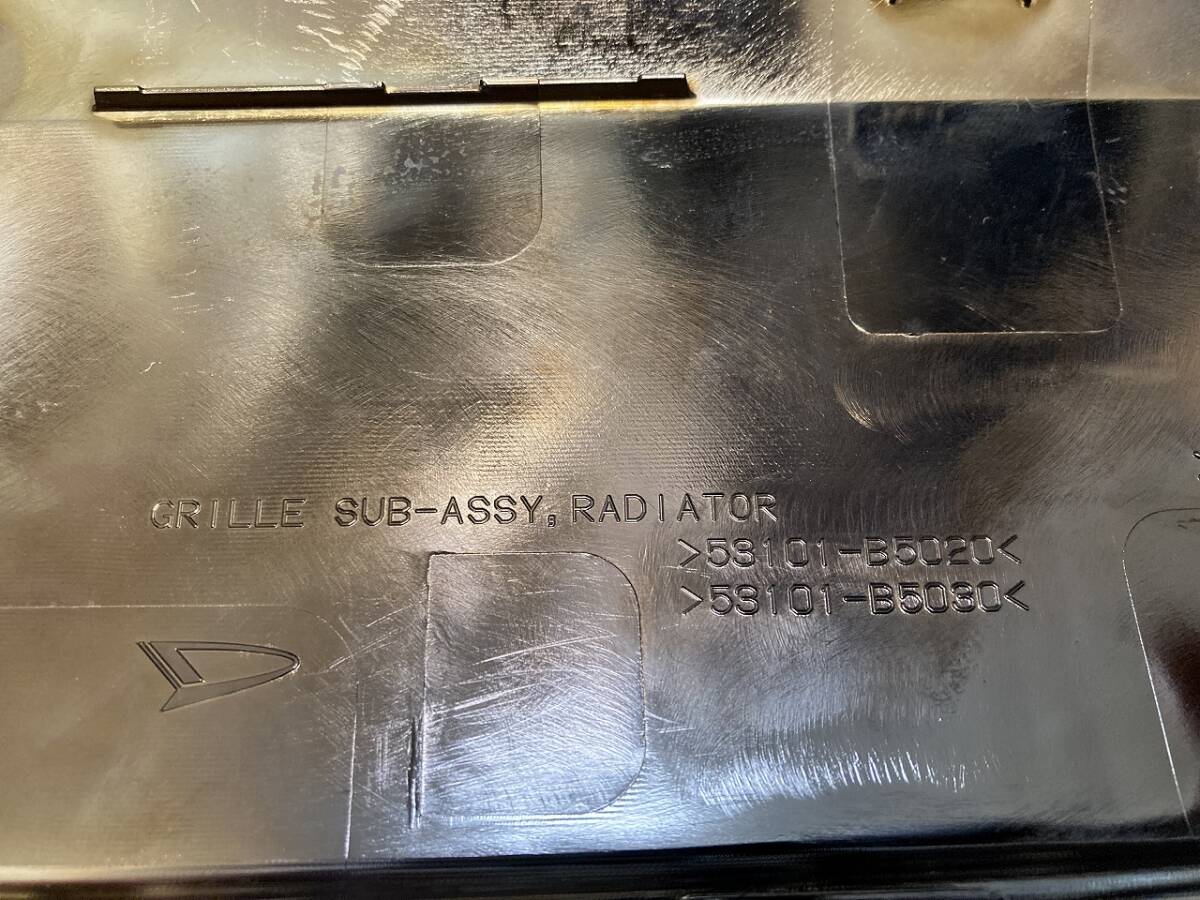 GRILLE SUB-ASSY, RADIATOR
>53101-B5020<
>53101-B5030<